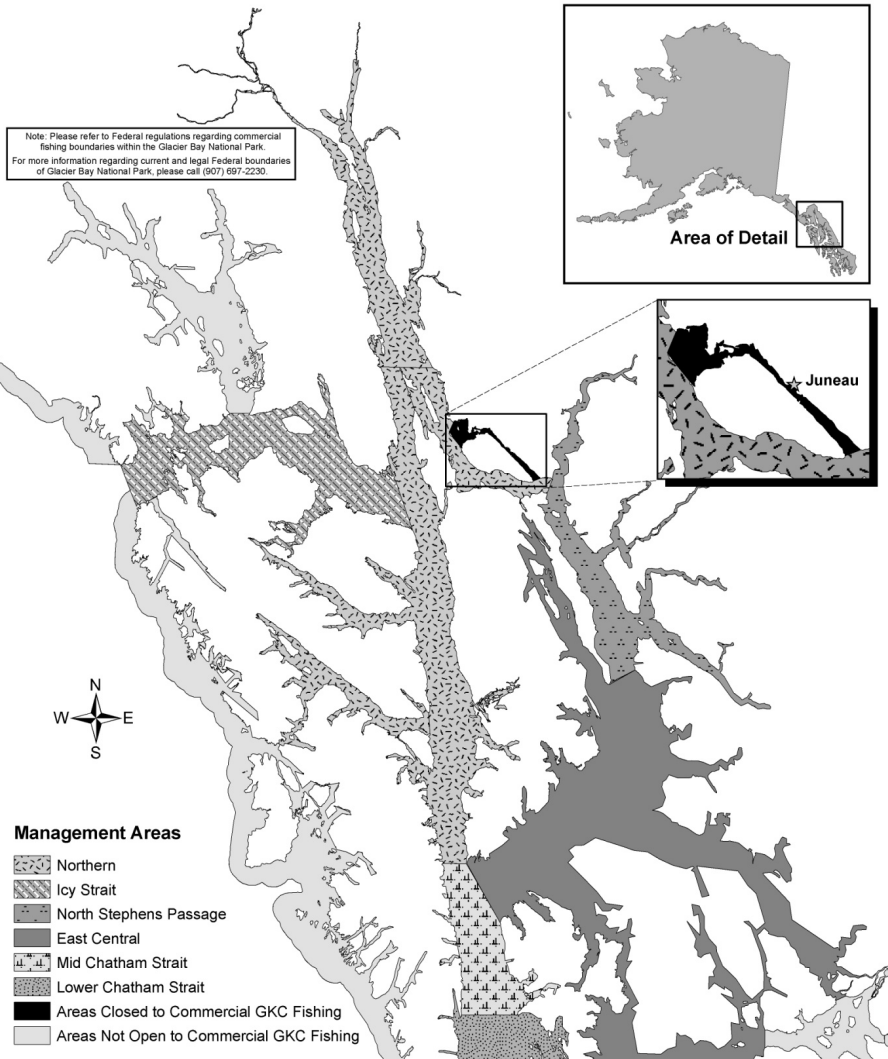 Note: Please refer to Federal regulations regarding commercial
fishing boundaries within the Glacier Bay National Park.
For more information regarding current and legal Federal boundaries
of Glacier Bay National Park, please call (907) 697-2230.
Area of Detail
Juneau
N
W E
S
Management Areas
Northern
Icy Strait
North Stephens Passage
East Central
Mid Chatham Strait
Lower Chatham Strait
Areas Closed to Commercial GKC Fishing
Areas Not Open to Commercial GKC Fishing